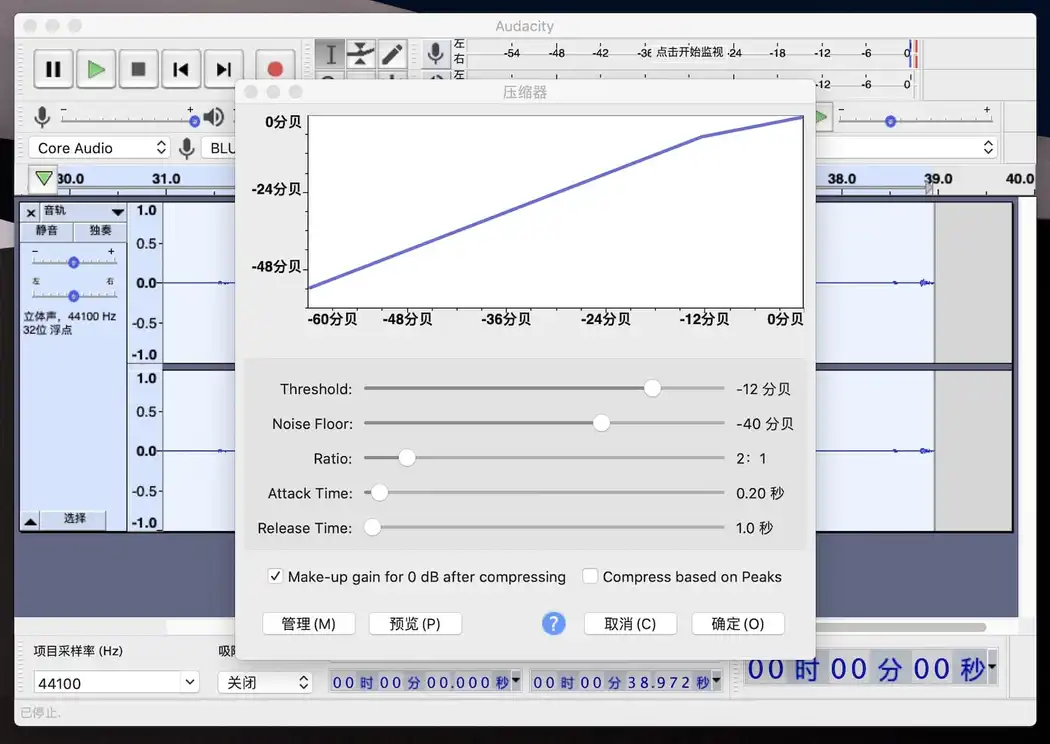 Audacity
左
右
-54 -48 -42 -36 点击开始监视 -24 -18 -12 -6 0
左
-12 -6 0
压缩器
Core Audio
BLU
30.0 31.0 38.0 39.0 40.0
音轨
静音 独奏
左 右
立体声，44100 Hz
32位 浮点
选择
1.0
0.5
0.0
-0.5
-1.0
1.0
0.5
0.0
-0.5
-1.0
0分贝
-24分贝
-48分贝
-60分贝 -48分贝 -36分贝 -24分贝 -12分贝 0分贝
Threshold: -12 分贝
Noise Floor: -40 分贝
Ratio: 2：1
Attack Time: 0.20 秒
Release Time: 1.0 秒
Make-up gain for 0 dB after compressing
Compress based on Peaks
管理 (M) 预览 (P) ? 取消 (C) 确定 (O)
项目采样率 (Hz)
44100
关闭
00 时 00 分 00.000 秒
00 时 00 分 38.972 秒
00 时 00 分 00 秒
已停止.